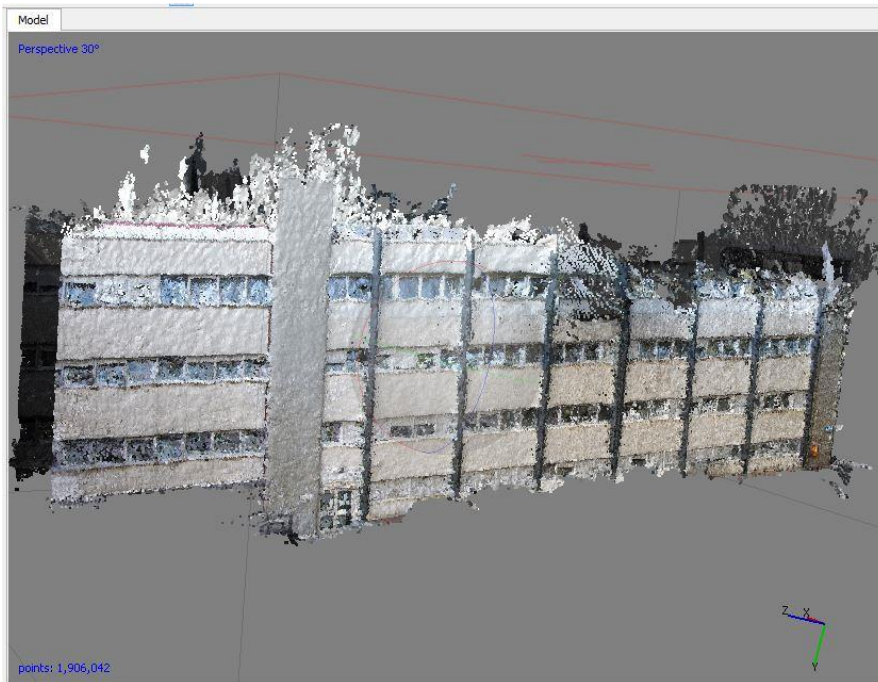 Model
Perspective 30°
Z X
Y
points: 1,906,042